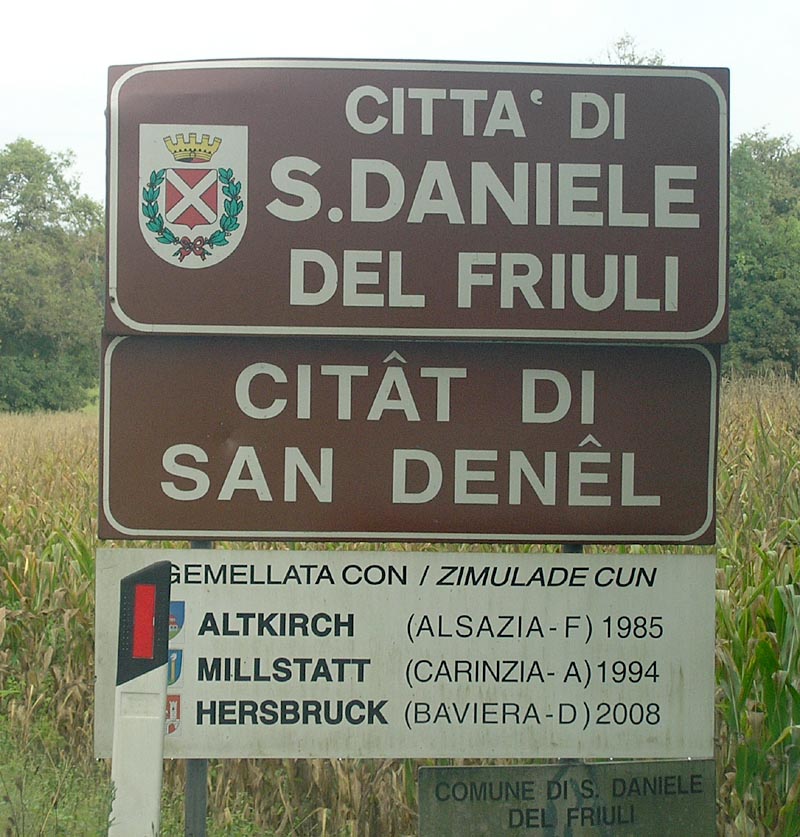 CITTA' DI
S. DANIELE
DEL FRIULI
CITÂT DI
SAN DENÊL
GEMELLATA CON / ZIMULADE CUN
ALTKIRCH (ALSAZIA-F) 1985
MILLSTATT (CARINZIA-A) 1994
HERSBRUCK (BAVIERA-D) 2008
COMUNE DI S. DANIELE
DEL FRIULI